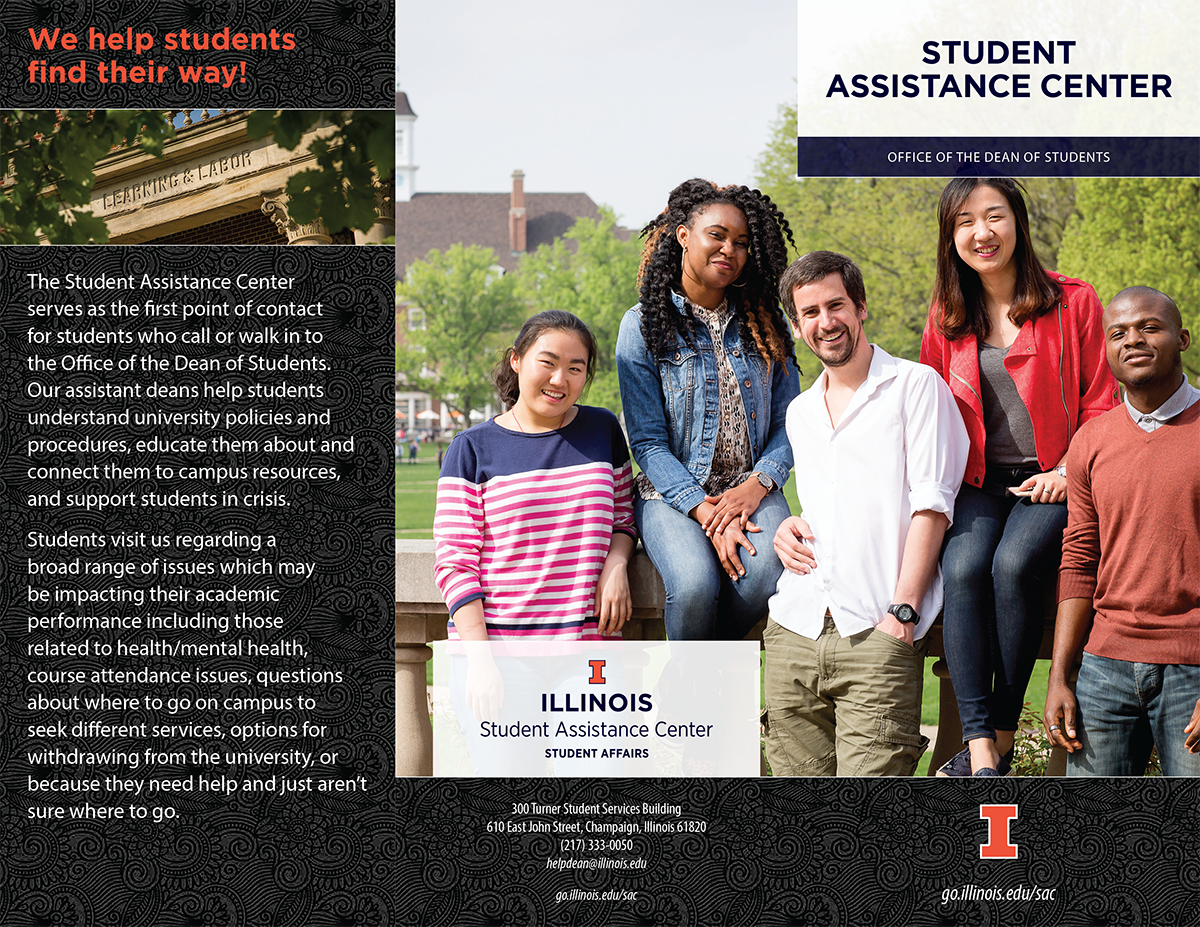 We help students
find their way!
LEARNING & LABOR
The Student Assistance Center
serves as the first point of contact
for students who call or walk in to
the Office of the Dean of Students.
Our assistant deans help students
understand university policies and
procedures, educate them about and
connect them to campus resources,
and support students in crisis.
Students visit us regarding a
broad range of issues which may
be impacting their academic
performance including those
related to health/mental health,
course attendance issues, questions
about where to go on campus to
seek different services, options for
withdrawing from the university, or
because they need help and just aren't
sure where to go.
I
ILLINOIS
Student Assistance Center
STUDENT AFFAIRS
300 Turner Student Services Building
610 East John Street, Champaign, Illinois 61820
(217) 333-0050
helpdean@illinois.edu
go.illinois.edu/sac
STUDENT
ASSISTANCE CENTER
OFFICE OF THE DEAN OF STUDENTS
I
go.illinois.edu/sac